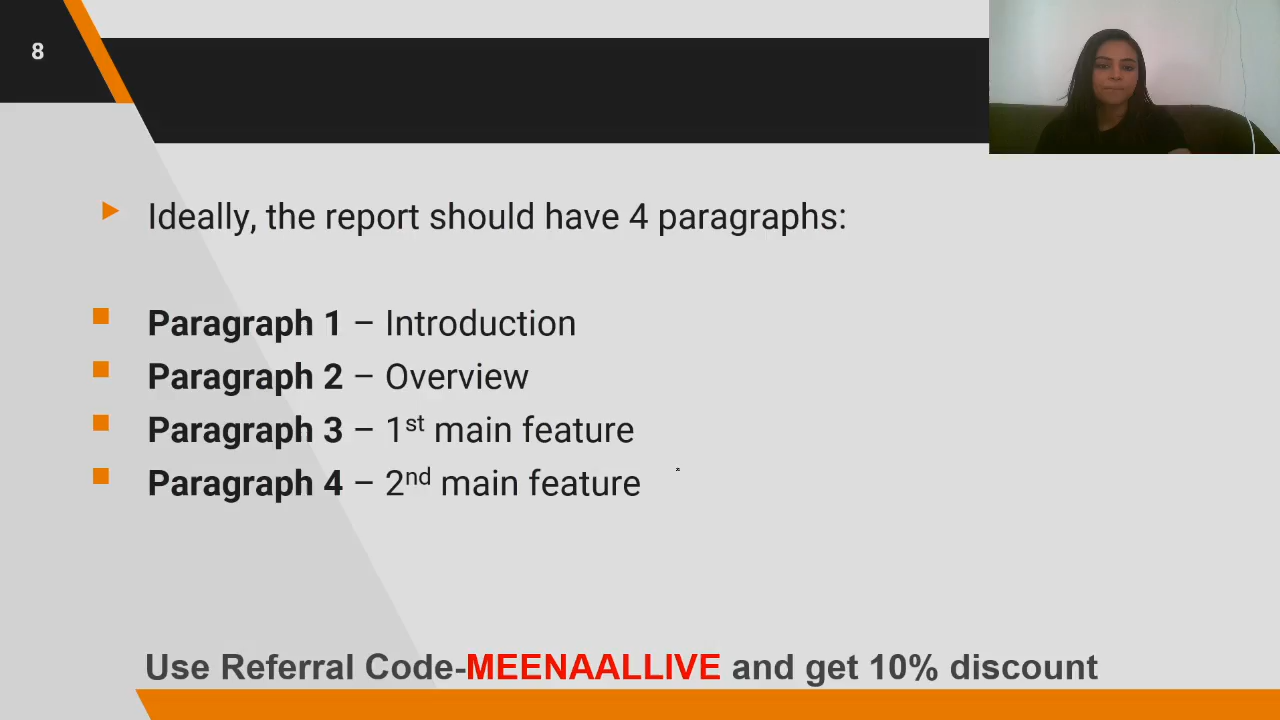 8
Ideally, the report should have 4 paragraphs:
Paragraph 1 – Introduction
Paragraph 2 – Overview
Paragraph 3 – 1st main feature
Paragraph 4 – 2nd main feature
Use Referral Code-MEENAALLIVE and get 10% discount